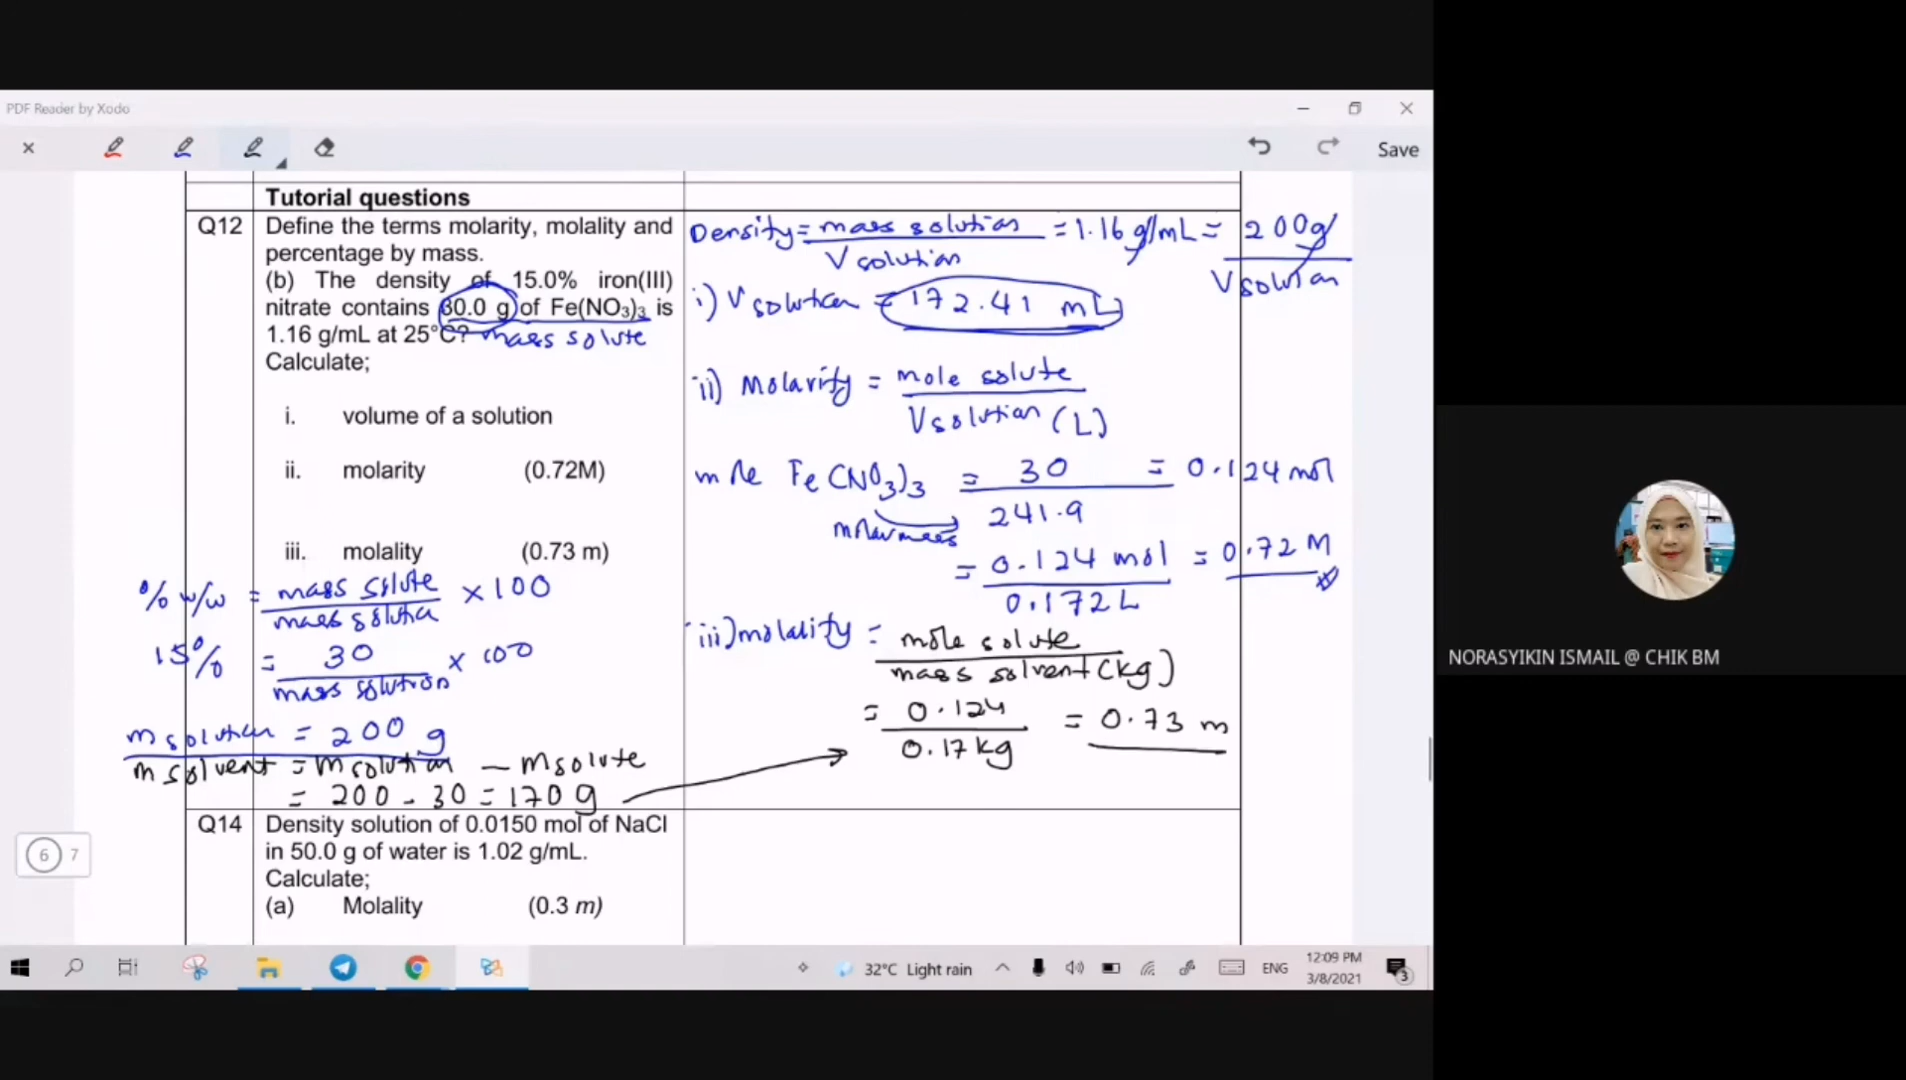 PDF Reader by Xodo
Save
Tutorial questions
Q12 Define the terms molarity, molality and
percentage by mass.
(b) The density of 15.0% iron(III)
nitrate contains 30.0 g of Fe(NO3)3 is
1.16 g/mL at 25°C? mass solute
Calculate;
i. volume of a solution
ii. molarity (0.72M)
iii. molality (0.73 m)
% w/w = mass solute / mass solution × 100
15% = 30 / mass solution × 100
m solution = 200 g
m solvent = m solution – m solute
= 200 - 30 = 170 g
Density = mass solution / V solution = 1.16 g/mL = 200g / V solution
i) V solution = 172.41 mL
ii) Molarity = mole solute / V solution (L)
mole Fe(NO3)3 = 30 / 241.9 = 0.124 mol
molar mass
= 0.124 mol / 0.172 L = 0.72 M
iii) molality = mole solute / mass solvent (kg)
= 0.124 / 0.17 kg = 0.73 m
Q14 Density solution of 0.0150 mol of NaCl
in 50.0 g of water is 1.02 g/mL.
Calculate;
(a) Molality (0.3 m)
6 7
NORASYIKIN ISMAIL @ CHIK BM
32°C Light rain
ENG
12:09 PM
3/8/2021
3